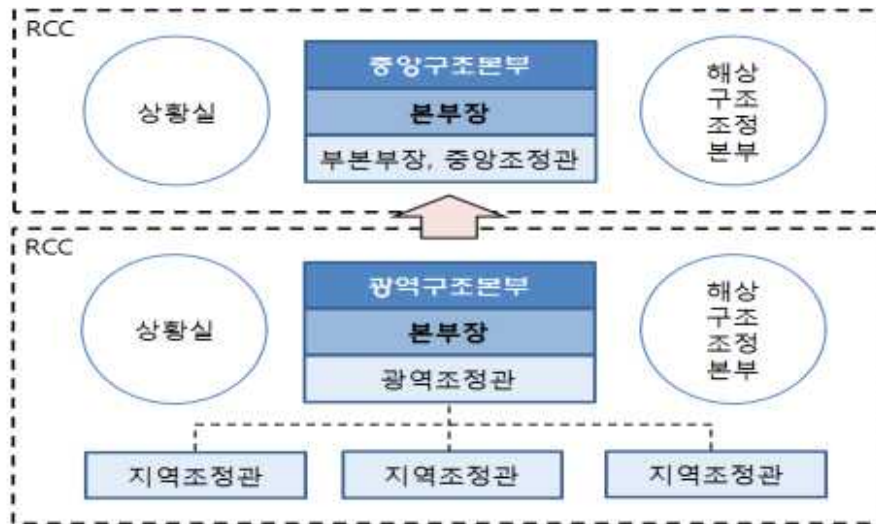 RCC
상황실
중앙구조본부
본부장
부본부장, 중앙조정관
해상
구조
조정
본부
RCC
상황실
광역구조본부
본부장
광역조정관
해상
구조
조정
본부
지역조정관
지역조정관
지역조정관